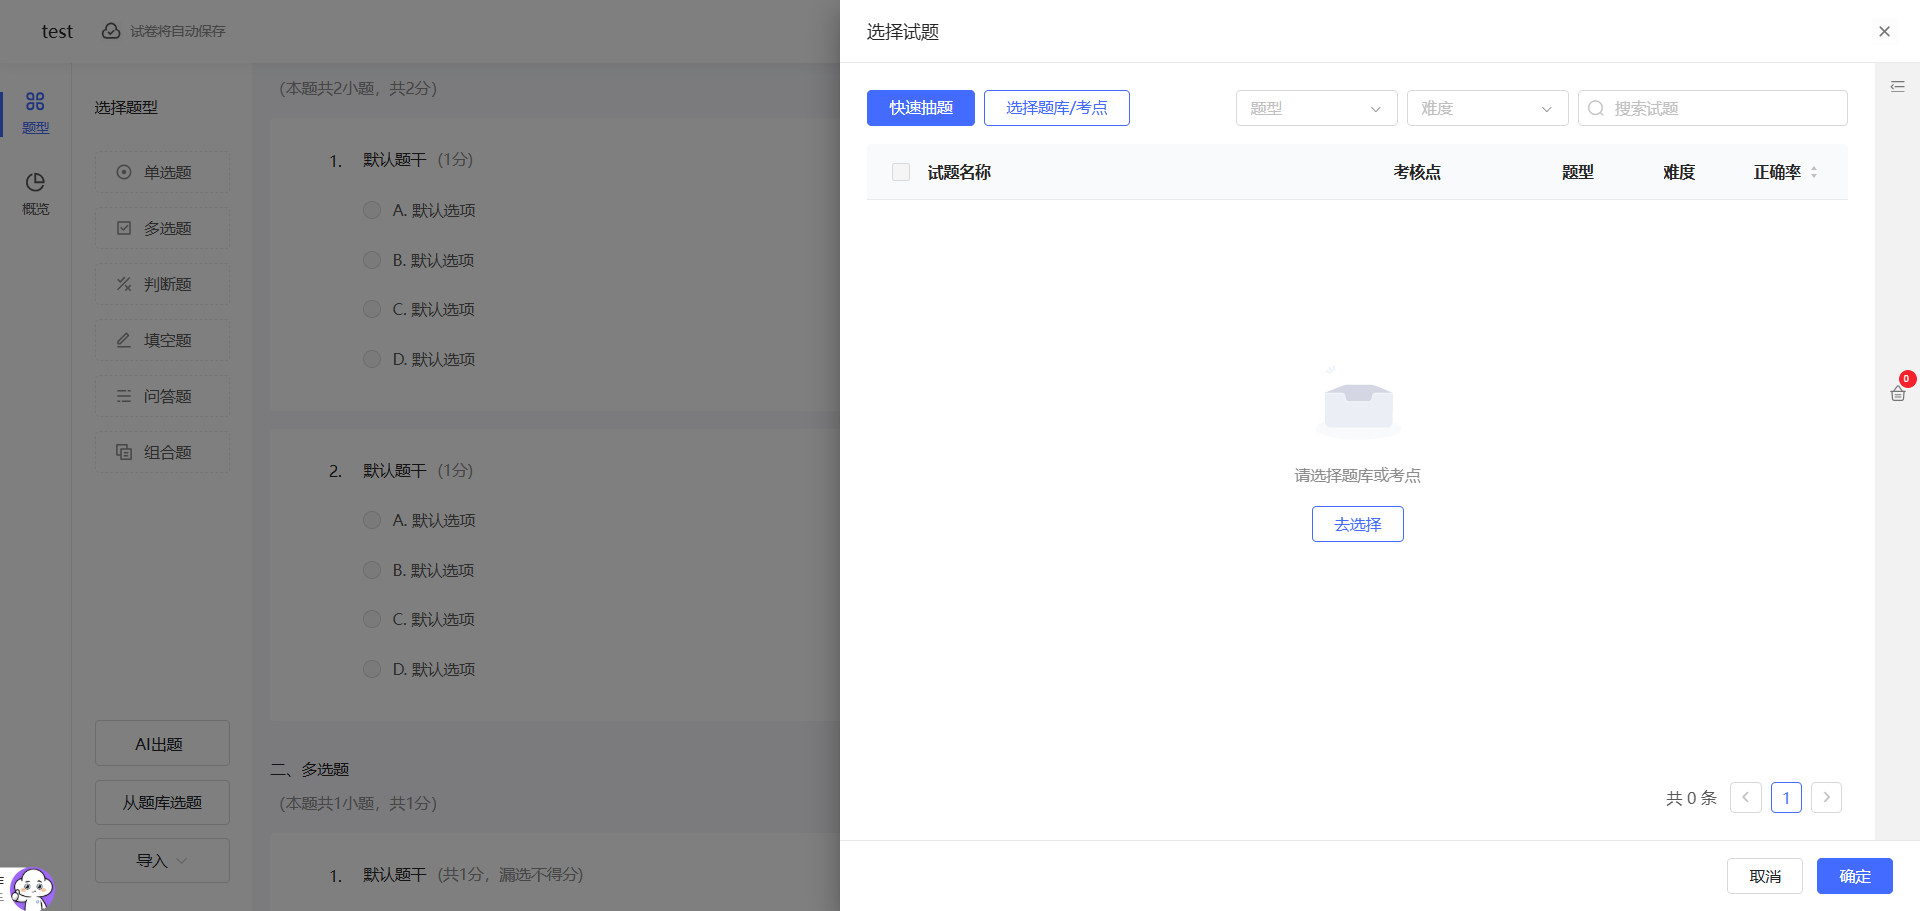 test
试卷将自动保存
题型
概览
选择题型
单选题
多选题
判断题
填空题
问答题
组合题
AI出题
从题库选题
导入
(本题共2小题，共2分)
1. 默认题干 (1分)
A. 默认选项
B. 默认选项
C. 默认选项
D. 默认选项
2. 默认题干 (1分)
A. 默认选项
B. 默认选项
C. 默认选项
D. 默认选项
二、多选题
(本题共1小题，共1分)
1. 默认题干 (共1分，漏选不得分)
选择试题
快速抽题 选择题库/考点 题型 难度 搜索试题
试题名称 考核点 题型 难度 正确率
请选择题库或考点
去选择
0
共 0 条 1
取消 确定